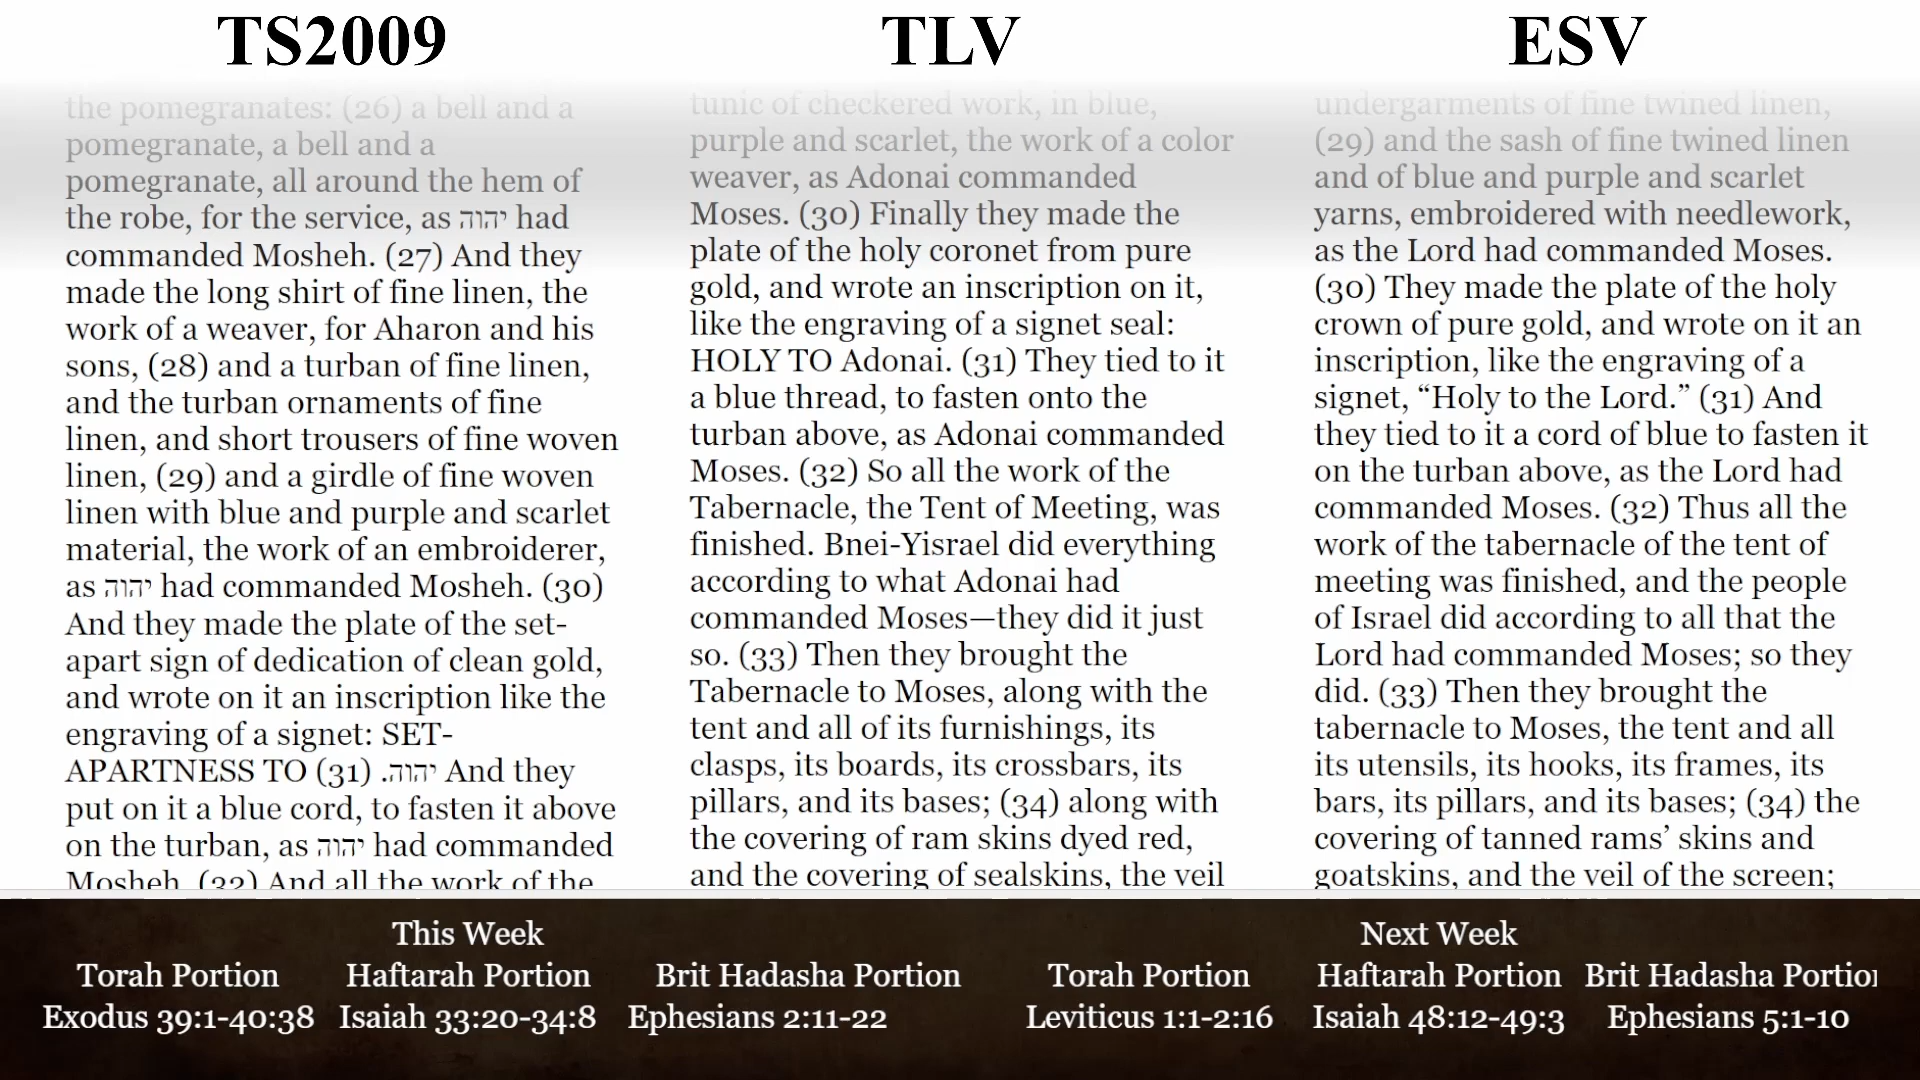 TS2009
the pomegranates: (26) a bell and a
pomegranate, a bell and a
pomegranate, all around the hem of
the robe, for the service, as יהוה had
commanded Mosheh. (27) And they
made the long shirt of fine linen, the
work of a weaver, for Aharon and his
sons, (28) and a turban of fine linen,
and the turban ornaments of fine
linen, and short trousers of fine woven
linen, (29) and a girdle of fine woven
linen with blue and purple and scarlet
material, the work of an embroiderer,
as יהוה had commanded Mosheh. (30)
And they made the plate of the set-
apart sign of dedication of clean gold,
and wrote on it an inscription like the
engraving of a signet: SET-
APARTNESS TO (31) .יהוה And they
put on it a blue cord, to fasten it above
on the turban, as יהוה had commanded
Mosheh. (32) And all the work of the
TLV
tunic of checkered work, in blue,
purple and scarlet, the work of a color
weaver, as Adonai commanded
Moses. (30) Finally they made the
plate of the holy coronet from pure
gold, and wrote an inscription on it,
like the engraving of a signet seal:
HOLY TO Adonai. (31) They tied to it
a blue thread, to fasten onto the
turban above, as Adonai commanded
Moses. (32) So all the work of the
Tabernacle, the Tent of Meeting, was
finished. Bnei-Yisrael did everything
according to what Adonai had
commanded Moses—they did it just
so. (33) Then they brought the
Tabernacle to Moses, along with the
tent and all of its furnishings, its
clasps, its boards, its crossbars, its
pillars, and its bases; (34) along with
the covering of ram skins dyed red,
and the covering of sealskins, the veil
ESV
undergarments of fine twined linen,
(29) and the sash of fine twined linen
and of blue and purple and scarlet
yarns, embroidered with needlework,
as the Lord had commanded Moses.
(30) They made the plate of the holy
crown of pure gold, and wrote on it an
inscription, like the engraving of a
signet, “Holy to the Lord.” (31) And
they tied to it a cord of blue to fasten it
on the turban above, as the Lord had
commanded Moses. (32) Thus all the
work of the tabernacle of the tent of
meeting was finished, and the people
of Israel did according to all that the
Lord had commanded Moses; so they
did. (33) Then they brought the
tabernacle to Moses, the tent and all
its utensils, its hooks, its frames, its
bars, its pillars, and its bases; (34) the
covering of tanned rams’ skins and
goatskins, and the veil of the screen;
This Week
Torah Portion Haftarah Portion Brit Hadasha Portion
Exodus 39:1-40:38 Isaiah 33:20-34:8 Ephesians 2:11-22
Next Week
Torah Portion Haftarah Portion Brit Hadasha Portion
Leviticus 1:1-2:16 Isaiah 48:12-49:3 Ephesians 5:1-10